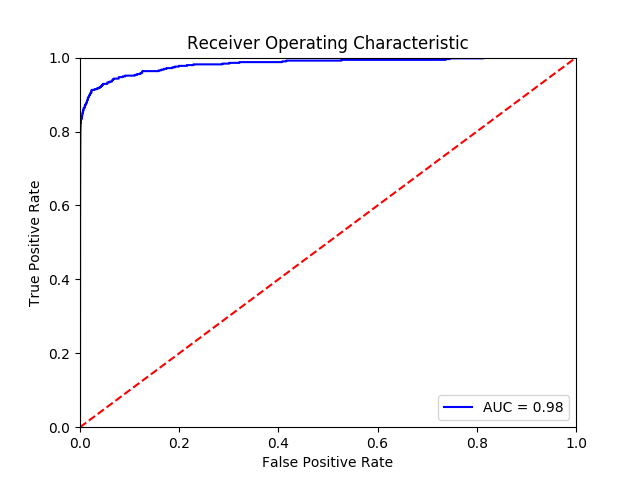 Receiver Operating Characteristic
1.0
0.8
0.6
0.4
0.2
0.0
True Positive Rate
AUC = 0.98
0.0 0.2 0.4 0.6 0.8 1.0
False Positive Rate